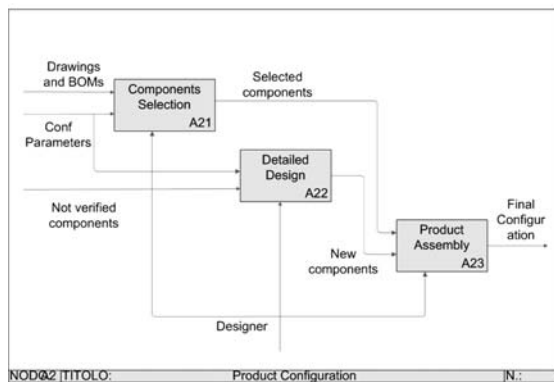 Drawings
and BOMs
Components
Selection
A21
Selected
components
Conf
Parameters
Detailed
Design
A22
Not verified
components
Final
Configur
ation
Product
Assembly
A23
New
components
Designer
NODO: A2 TITOLO: Product Configuration N.: